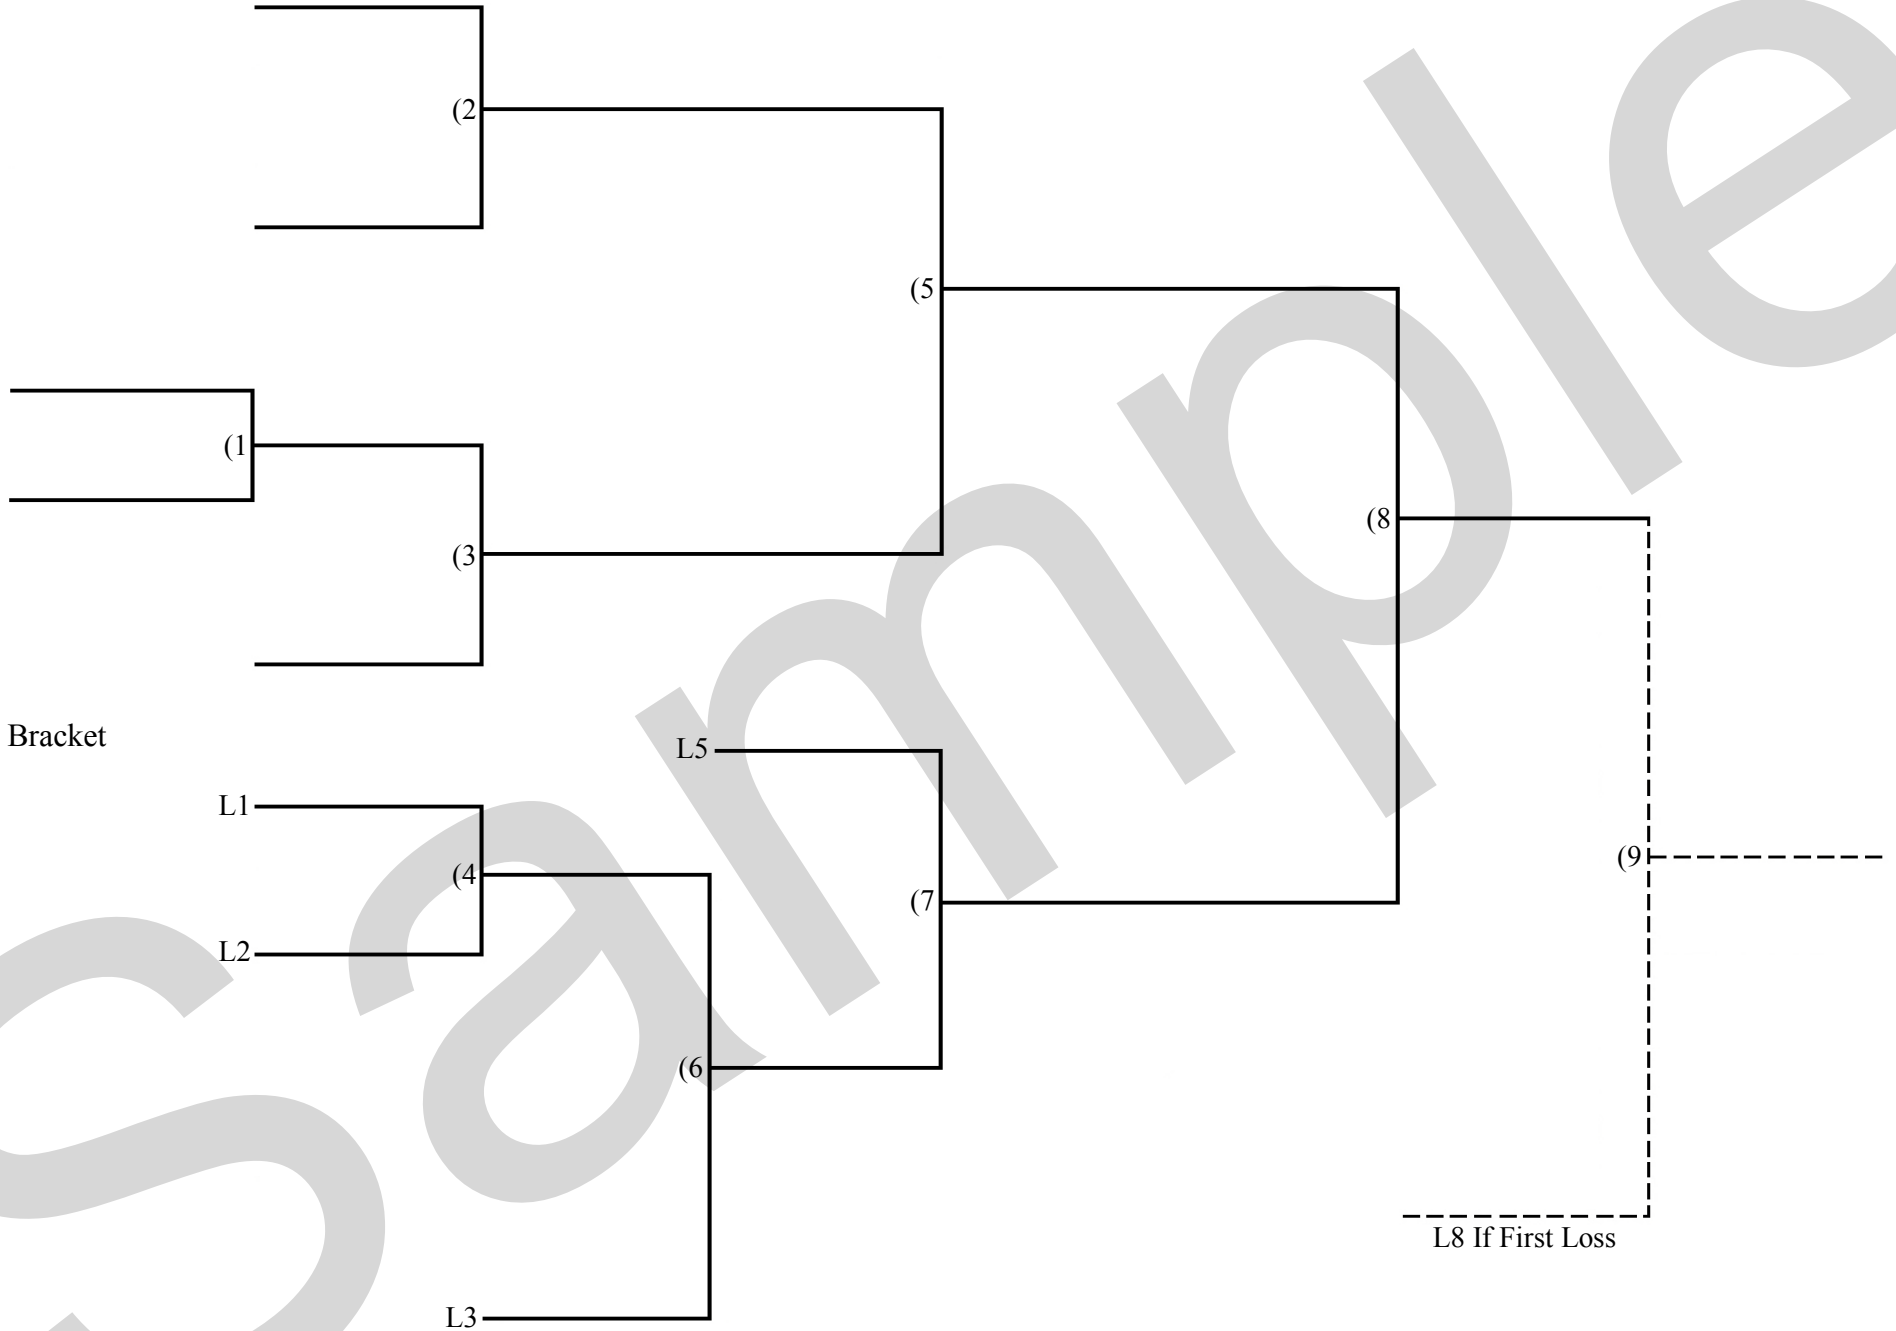 (2
(5
(1
(8
(3
Bracket
L5
L1
(9
(4
(7
L2
(6
L8 If First Loss
L3
Sample